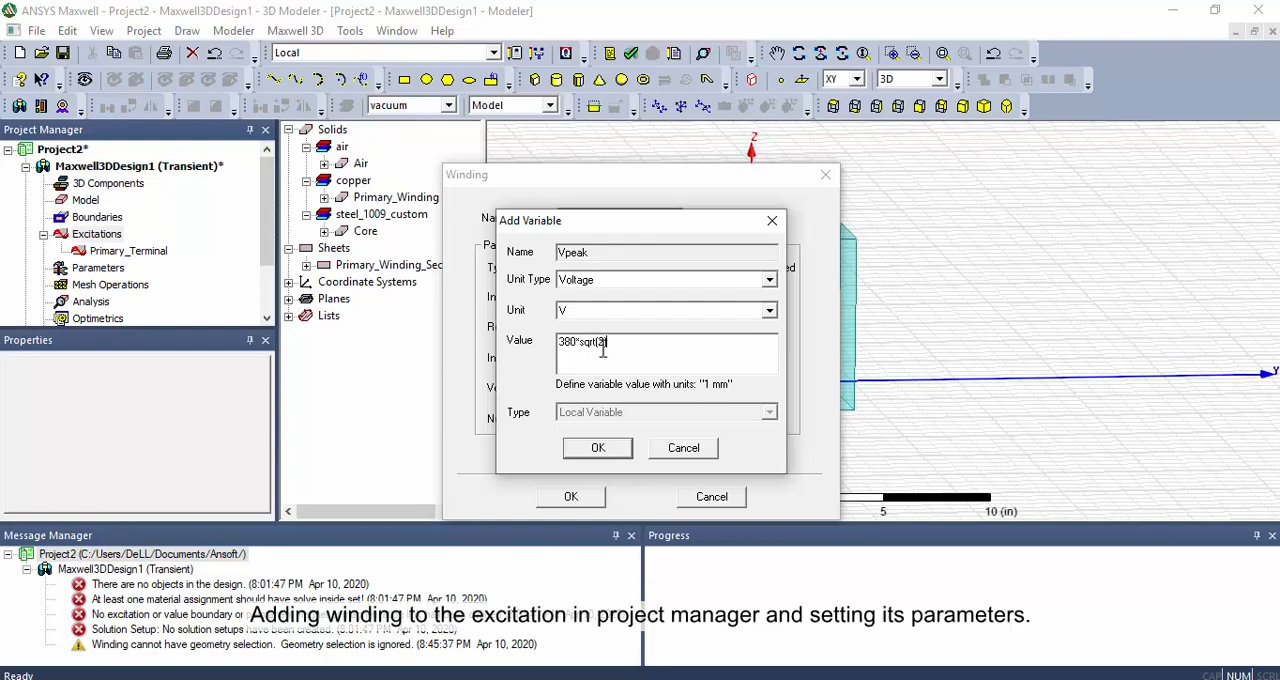 ANSYS Maxwell - Project2 - Maxwell3DDesign1 - 3D Modeler - [Project2 - Maxwell3DDesign1 - Modeler]
File Edit View Project Draw Modeler Maxwell 3D Tools Window Help
Local
XY
3D
vacuum
Model
Project Manager
Project2*
Maxwell3DDesign1 (Transient)*
3D Components
Model
Boundaries
Excitations
Primary_Terminal
Parameters
Mesh Operations
Analysis
Optimetrics
Properties
Solids
air
Air
copper
Primary_Winding
steel_1009_custom
Core
Sheets
Primary_Winding_Sec
Coordinate Systems
Planes
Lists
Winding
Add Variable
Name Vpeak
Unit Type Voltage
Unit V
Value 380*sqrt(2)
Define variable value with units: "1 mm"
Type Local Variable
OK Cancel
OK Cancel
Z
Y
5 10 (in)
Message Manager
Project2 (C:/Users/DeLL/Documents/Ansoft/)
Maxwell3DDesign1 (Transient)
There are no objects in the design. (8:01:47 PM Apr 10, 2020)
At least one material assignment should have solve inside set! (8:01:47 PM Apr 10, 2020)
No excitation or value boundary or
Adding winding to the excitation in project manager and setting its parameters.
Solution Setup: No solution setups have been created. (8:01:47 PM Apr 10, 2020)
Winding cannot have geometry selection. Geometry selection is ignored. (8:45:37 PM Apr 10, 2020)
Progress
Ready
CAP NUM SCRL